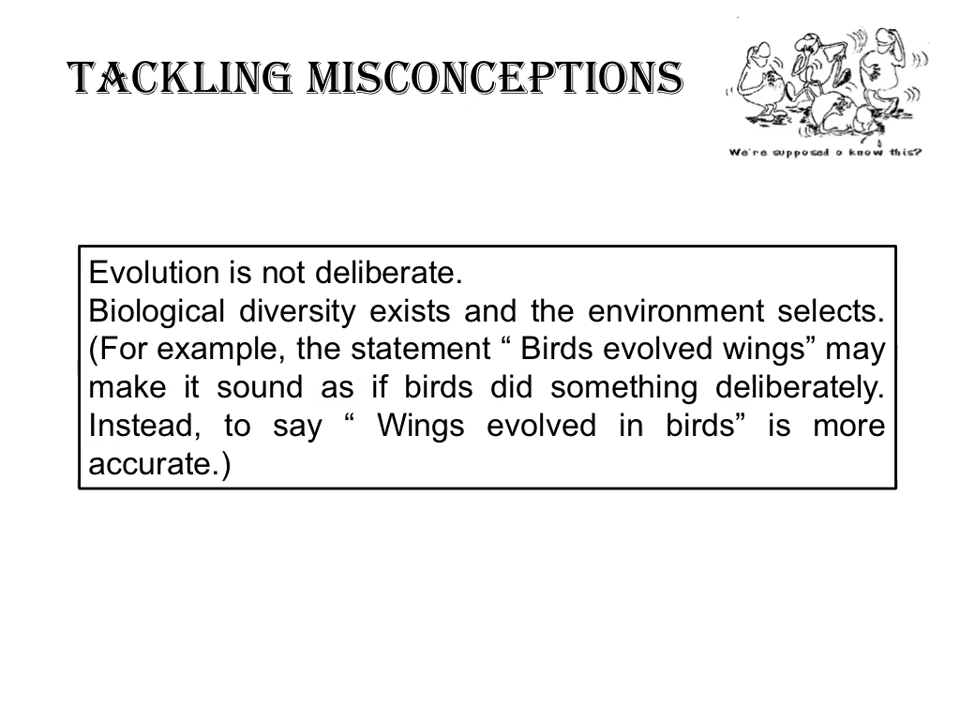 TACKLING MISCONCEPTIONS
We're supposed o know this?
Evolution is not deliberate.
Biological diversity exists and the environment selects.
(For example, the statement “ Birds evolved wings” may
make it sound as if birds did something deliberately.
Instead, to say “ Wings evolved in birds” is more
accurate.)